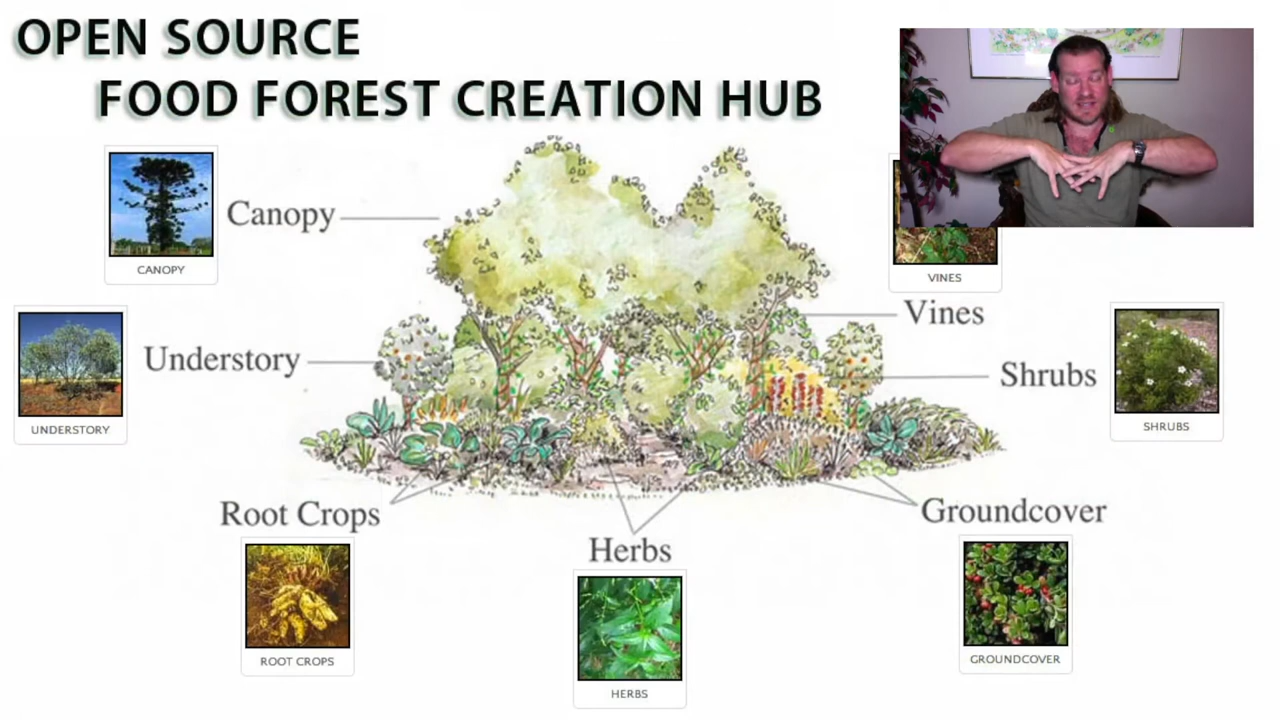 OPEN SOURCE
FOOD FOREST CREATION HUB
CANOPY
Canopy
VINES
Vines
UNDERSTORY
Understory
Shrubs
SHRUBS
Root Crops
Groundcover
Herbs
ROOT CROPS
HERBS
GROUNDCOVER